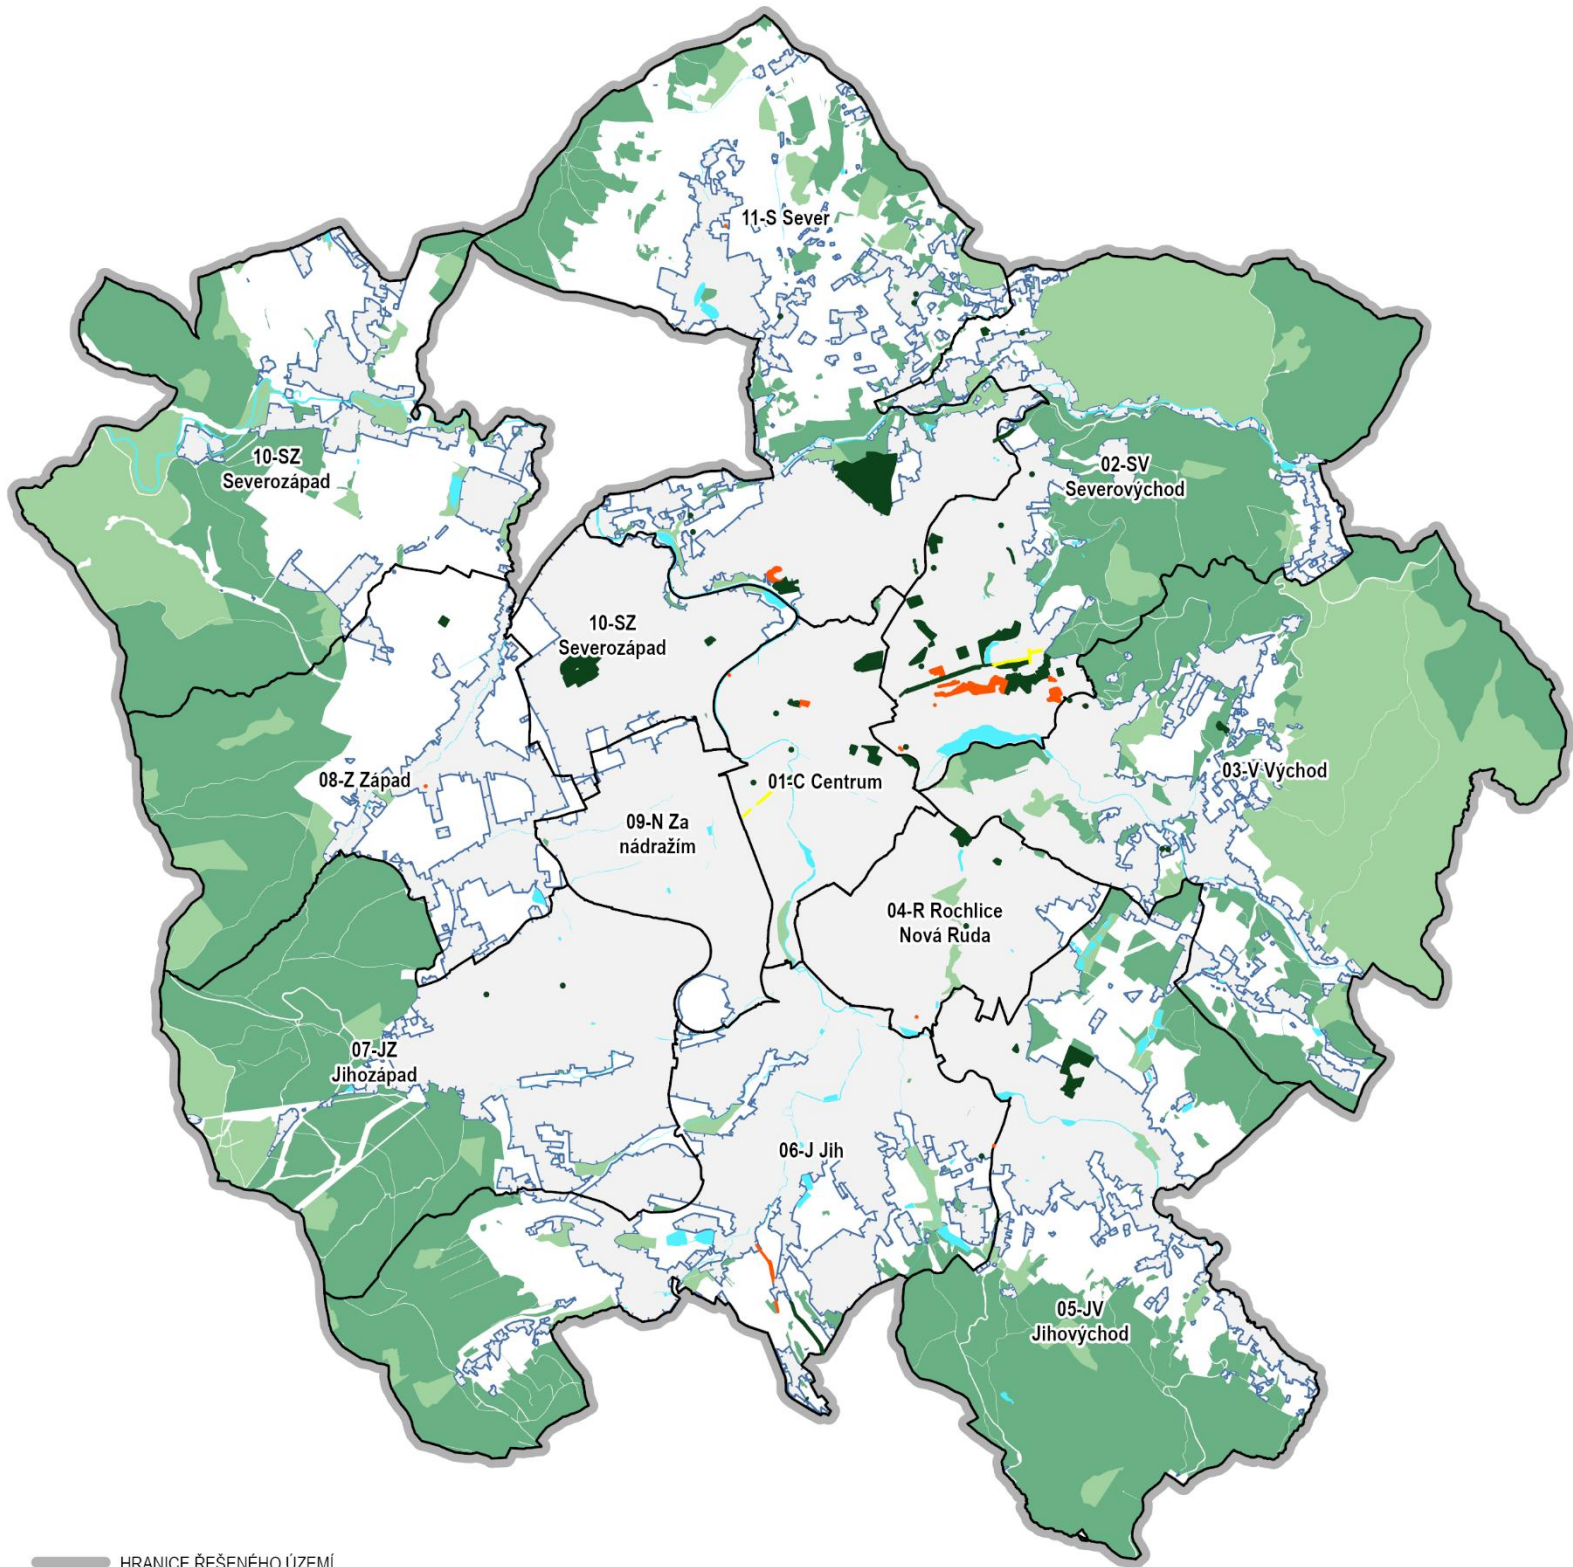 11-S Sever
10-SZ
Severozápad
02-SV
Severovýchod
10-SZ
Severozápad
08-Z Západ
01-C Centrum
03-V Východ
09-N Za
nádražím
04-R Rochlice
Nová Ruda
07-JZ
Jihozápad
06-J Jih
05-JV
Jihovýchod
HRANICE ŘEŠENÉHO ÚZEMÍ